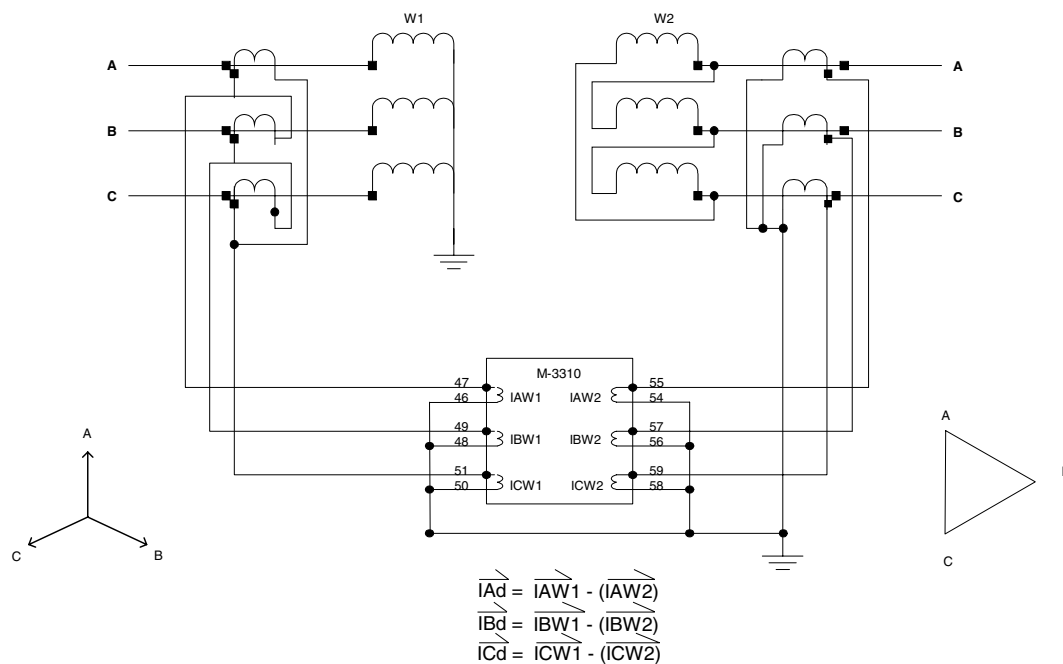 W1 W2
A A
B B
C C
M-3310
47 55
46 IAW1 IAW2 54
49 57
48 IBW1 IBW2 56
51 59
50 ICW1 ICW2 58
A A
C B C
IAd = IAW1 - (IAW2)
IBd = IBW1 - (IBW2)
ICd = ICW1 - (ICW2)